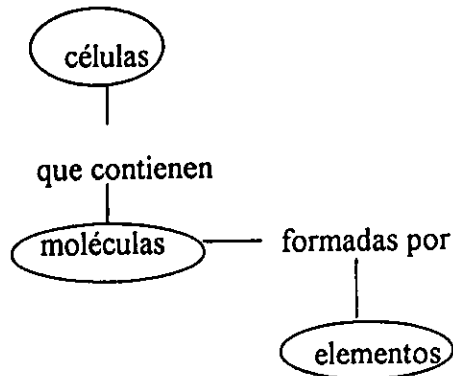 células
que contienen
moléculas formadas por
elementos